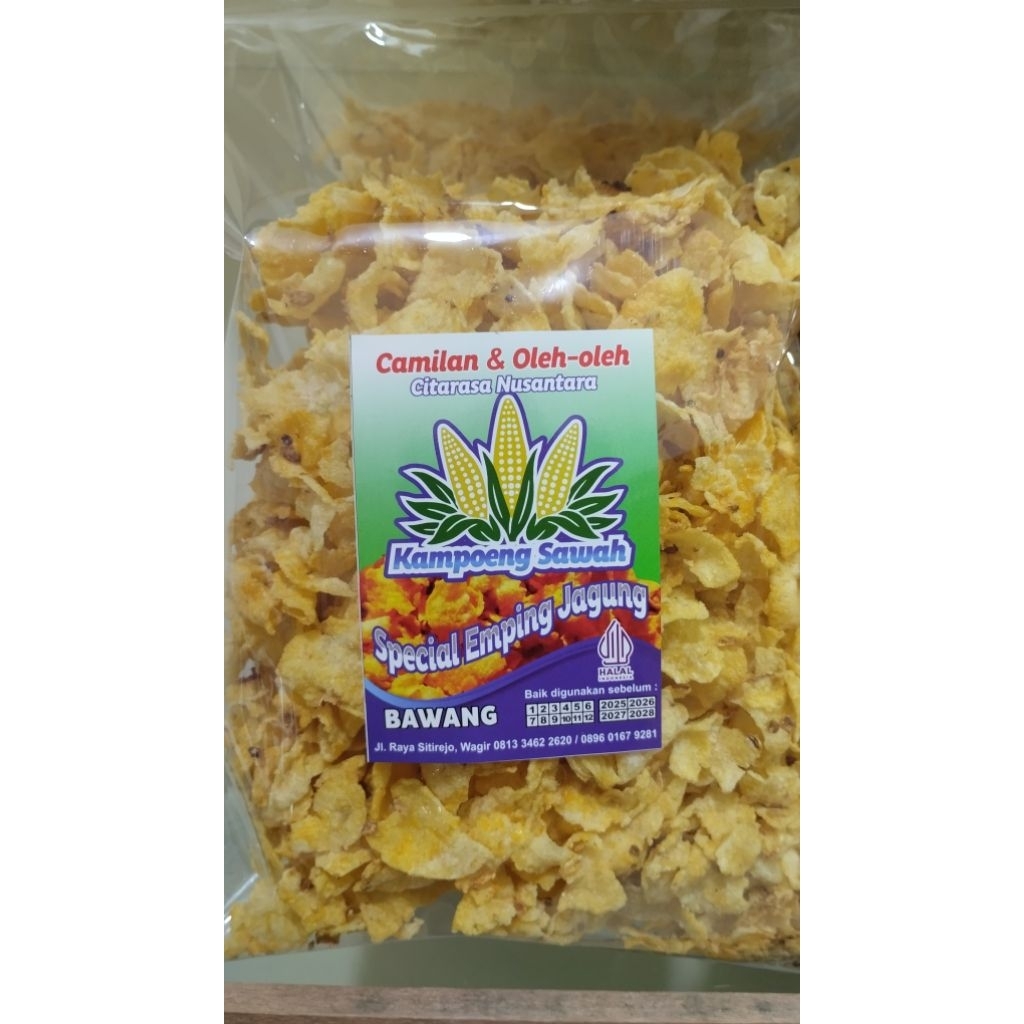 Camilan & Oleh-oleh
Citarasa Nusantara
Kampoeng Sawah
Special Emping Jagung
HALAL
INDONESIA
Baik digunakan sebelum :
1 2 3 4 5 6 2025 2026
7 8 9 10 11 12 2027 2028
BAWANG
Jl. Raya Sitirejo, Wagir 0813 3462 2620 / 0896 0167 9281